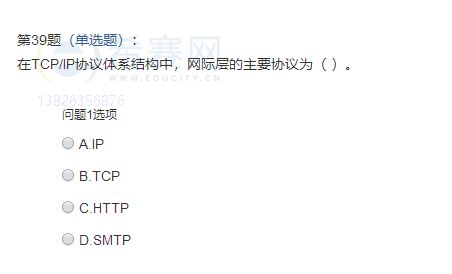 希赛网
WWW.EDUCITY.CN
第39题（单选题）：
在TCP/IP协议体系结构中，网际层的主要协议为（ ）。
13826356876
问题1选项
A.IP
B.TCP
C.HTTP
D.SMTP